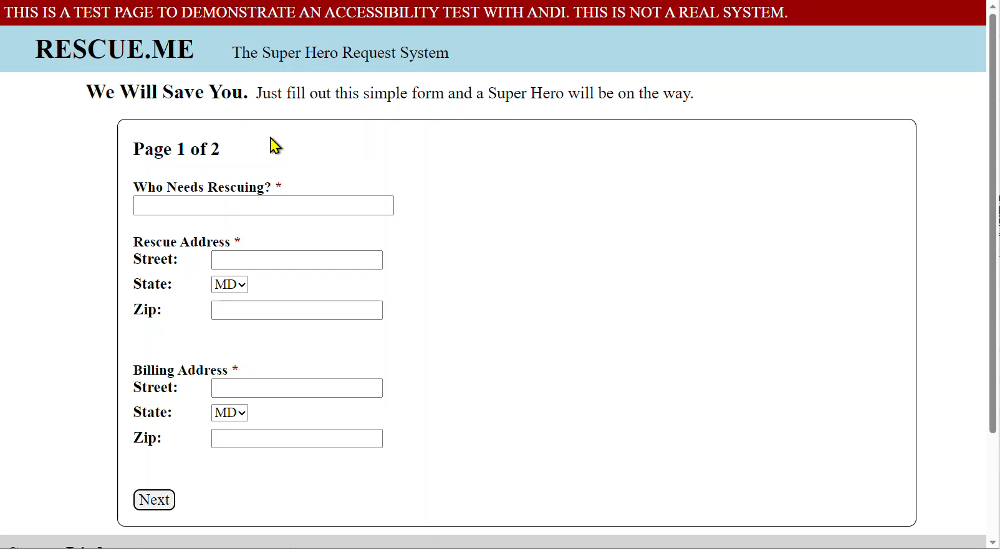 THIS IS A TEST PAGE TO DEMONSTRATE AN ACCESSIBILITY TEST WITH ANDI. THIS IS NOT A REAL SYSTEM.
RESCUE.ME The Super Hero Request System
We Will Save You. Just fill out this simple form and a Super Hero will be on the way.
Page 1 of 2
Who Needs Rescuing? *
Rescue Address *
Street:
State: MD
Zip:
Billing Address *
Street:
State: MD
Zip:
Next